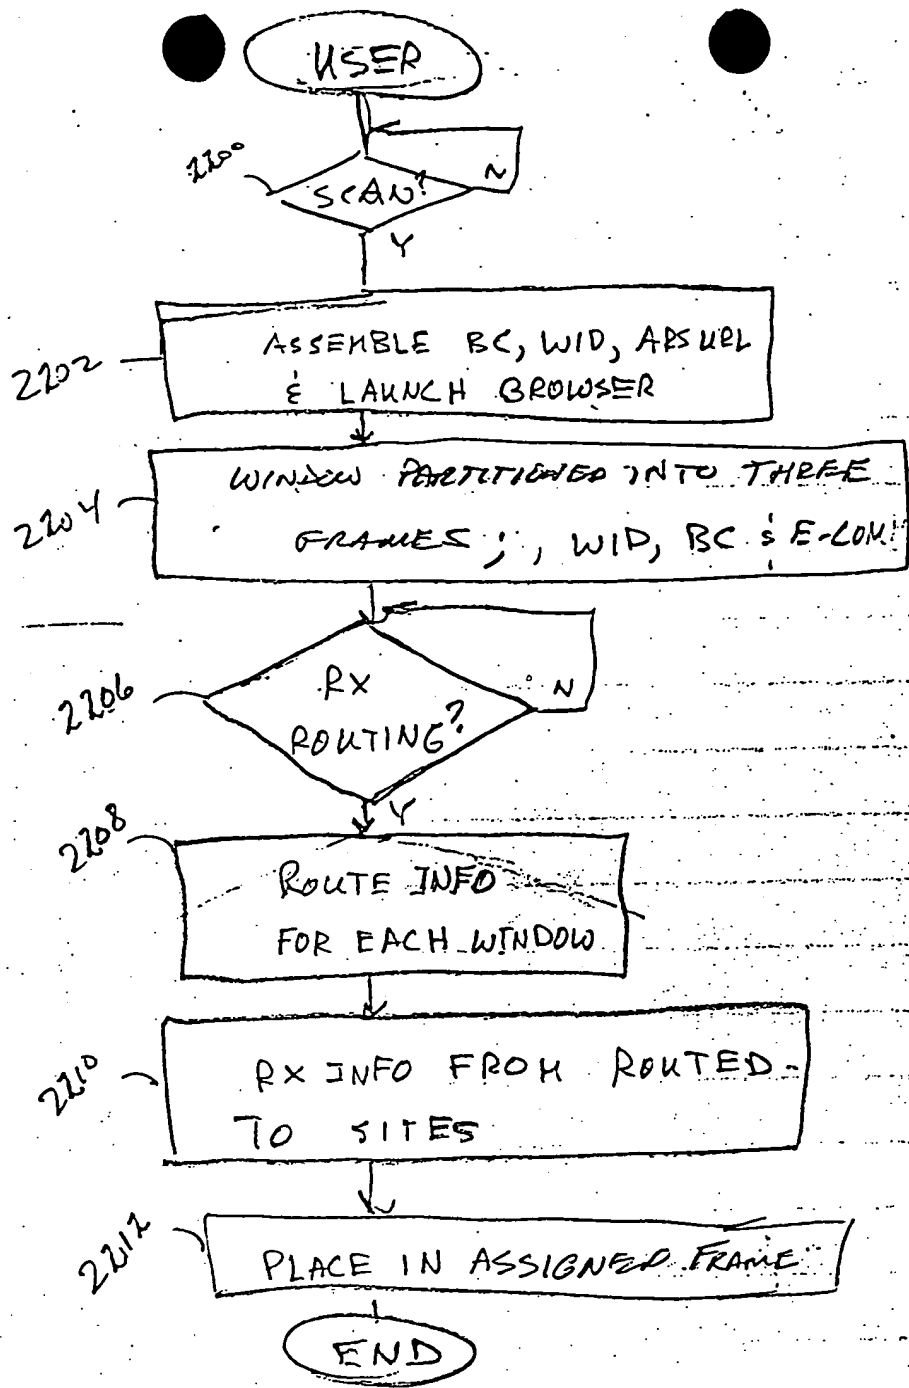 USER
2200
SCAN?
N
Y
2202
ASSEMBLE BC, WID, ARS URL
& LAUNCH BROWSER
2204
WINDOW PARTITIONED INTO THREE
FRAMES ; , WID, BC & E-COM
2206
RX
ROUTING?
N
Y
2208
ROUTE INFO
FOR EACH WINDOW
2210
RX INFO FROM ROUTED-
TO SITES
2212
PLACE IN ASSIGNED FRAME
END